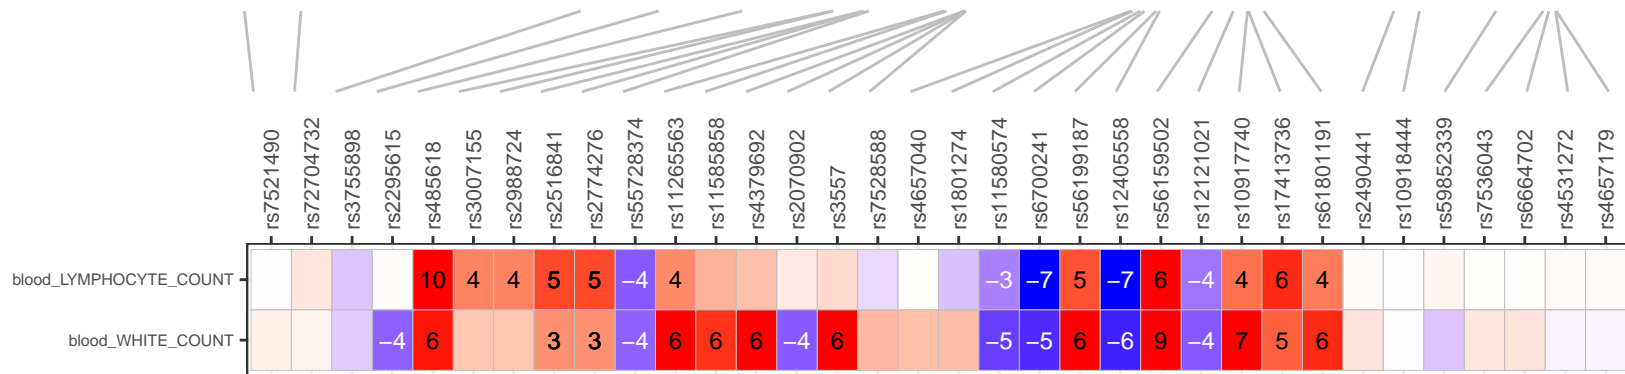 rs7521490 rs72704732 rs3755898 rs2295615 rs485618 rs3007155 rs2988724 rs2516841 rs2774276 rs55728374 rs11265563 rs11585858 rs4379692 rs2070902 rs3557 rs7528588 rs4657040 rs1801274 rs11580574 rs6700241 rs56199187 rs12405558 rs56159502 rs12121021 rs10917740 rs17413736 rs61801191 rs2490441 rs10918444 rs59852339 rs7536043 rs6664702 rs4531272 rs4657179
blood_LYMPHOCYTE_COUNT 10 4 4 5 5 −4 4 −3 −7 5 −7 6 −4 4 6 4
blood_WHITE_COUNT −4 6 3 3 −4 6 6 6 −4 6 −5 −5 6 −6 9 −4 7 5 6